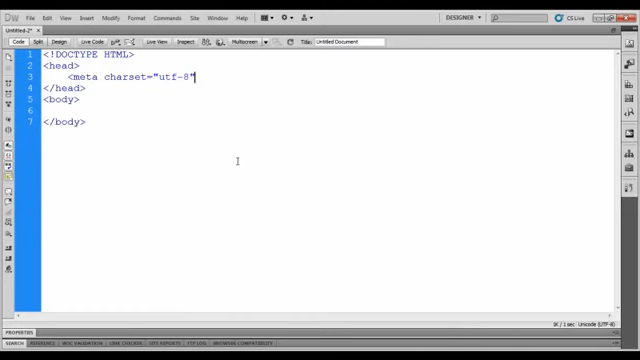 DW File Edit View Insert Modify Format Commands Site Window Help DESIGNER CS Live
Untitled-2*
Code Split Design Live Code Live View Inspect Multiscreen Title: Untitled Document
1 <!DOCTYPE HTML>
2 <head>
3 <meta charset="utf-8"
4 </head>
5 <body>
6
7 </body>
1K / 1 sec Unicode (UTF-8)
PROPERTIES
SEARCH REFERENCE W3C VALIDATION LINK CHECKER SITE REPORTS FTP LOG BROWSER COMPATIBILITY